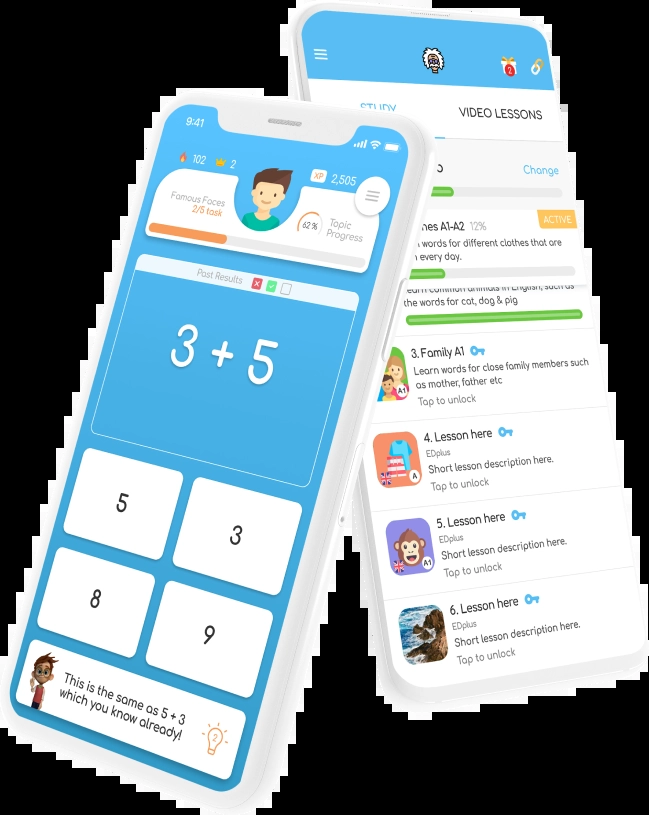 9:41
102
2
XP 2,505
Famous Faces
2/5 task
62 %
Topic
Progress
Past Results
3 + 5
5
3
8
9
This is the same as 5 + 3
which you know already!
2
2
STUDY
VIDEO LESSONS
Change
A1-A2 12%
ACTIVE
words for different clothes that are
every day.
common animals in English, such as
the words for cat, dog & pig
3. Family A1
Learn words for close family members such
as mother, father etc
A1
Tap to unlock
4. Lesson here
EDplus
Short lesson description here.
A
Tap to unlock
5. Lesson here
EDplus
Short lesson description here.
A1
Tap to unlock
6. Lesson here
EDplus
Short lesson description here.
Tap to unlock